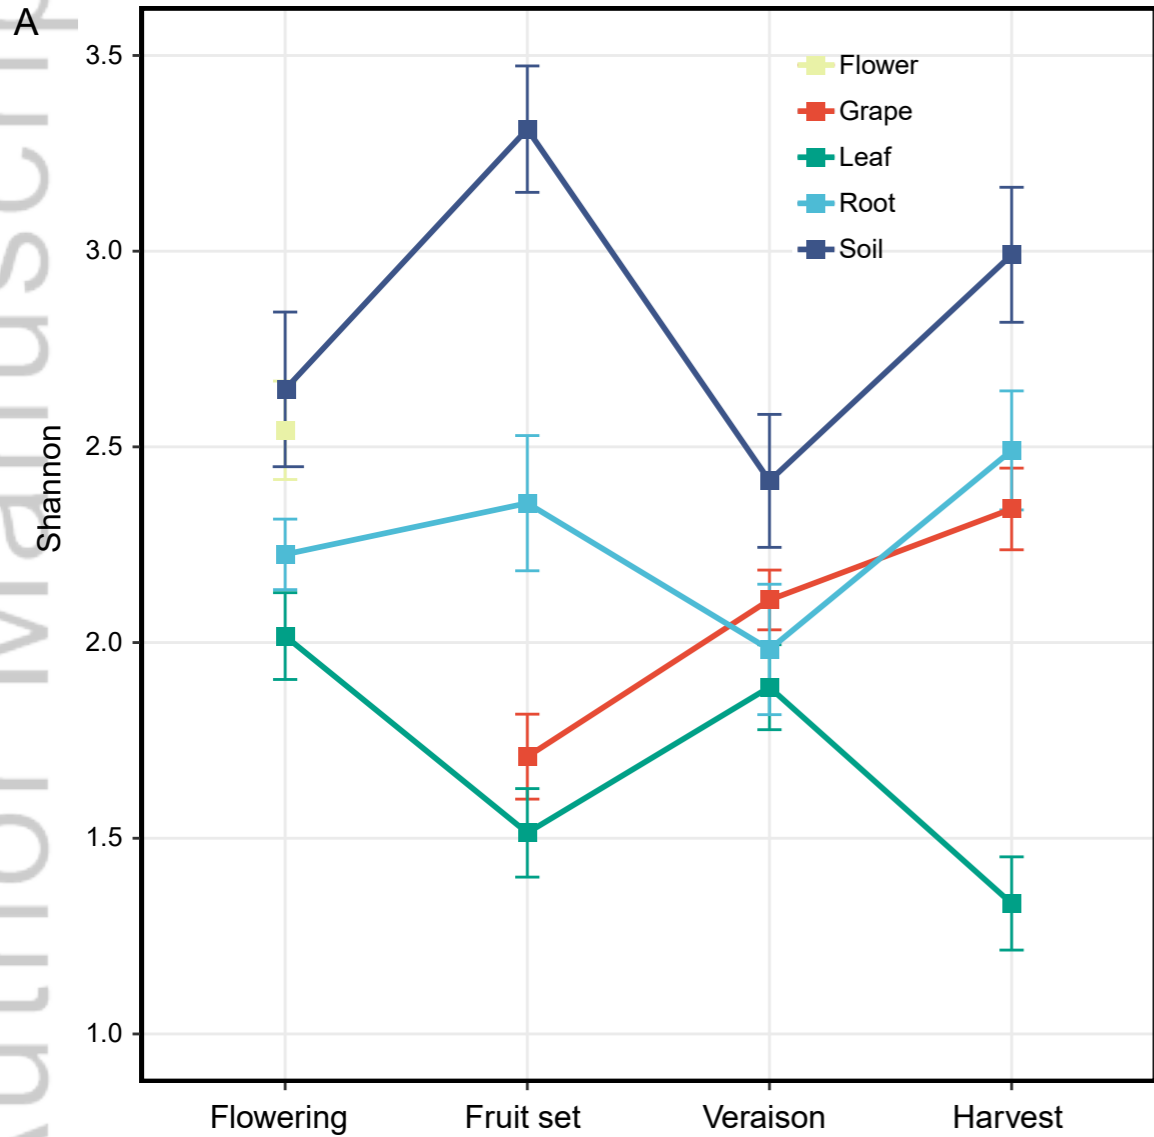 A
Flower
Grape
Leaf
Root
Soil
3.5
3.0
2.5
2.0
1.5
1.0
Shannon
Flowering Fruit set Veraison Harvest